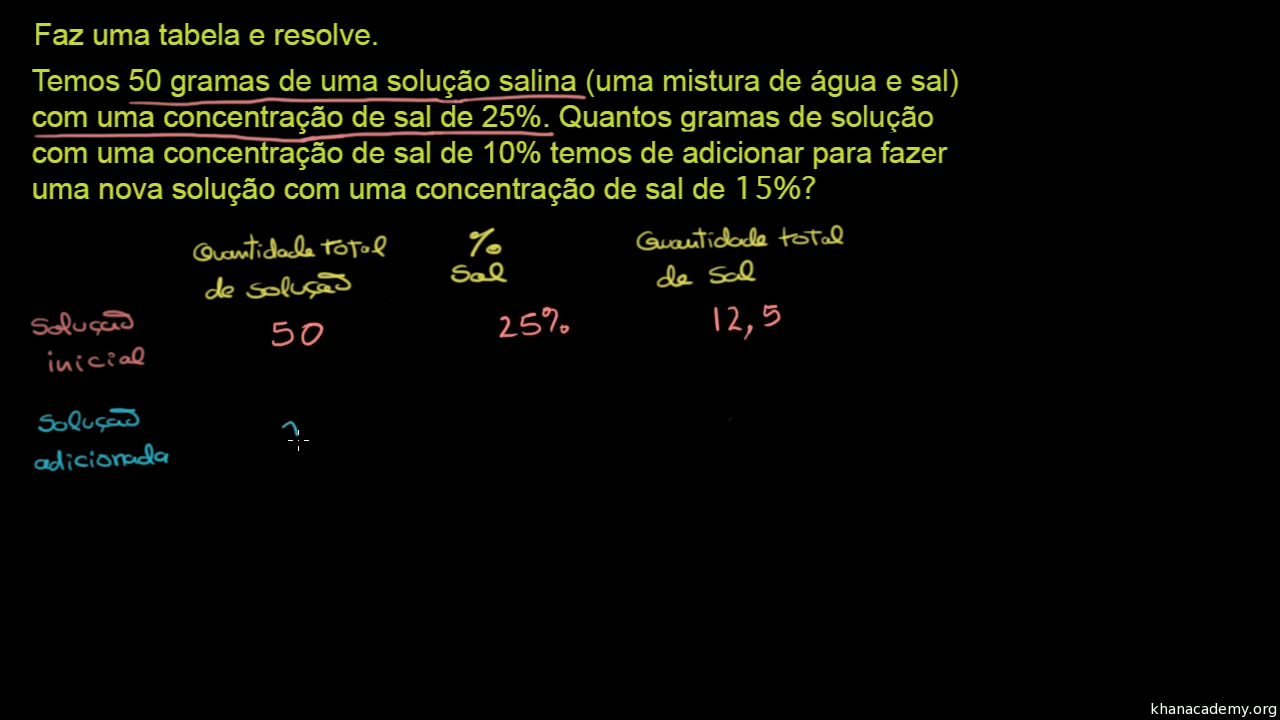 Faz uma tabela e resolve.
Temos 50 gramas de uma solução salina (uma mistura de água e sal)
com uma concentração de sal de 25%. Quantos gramas de solução
com uma concentração de sal de 10% temos de adicionar para fazer
uma nova solução com uma concentração de sal de 15%?
Quantidade total
de solução
%
Sal
Quantidade total
de sal
Solução
inicial
50
25%
12,5
Solução
adicionada
khanacademy.org